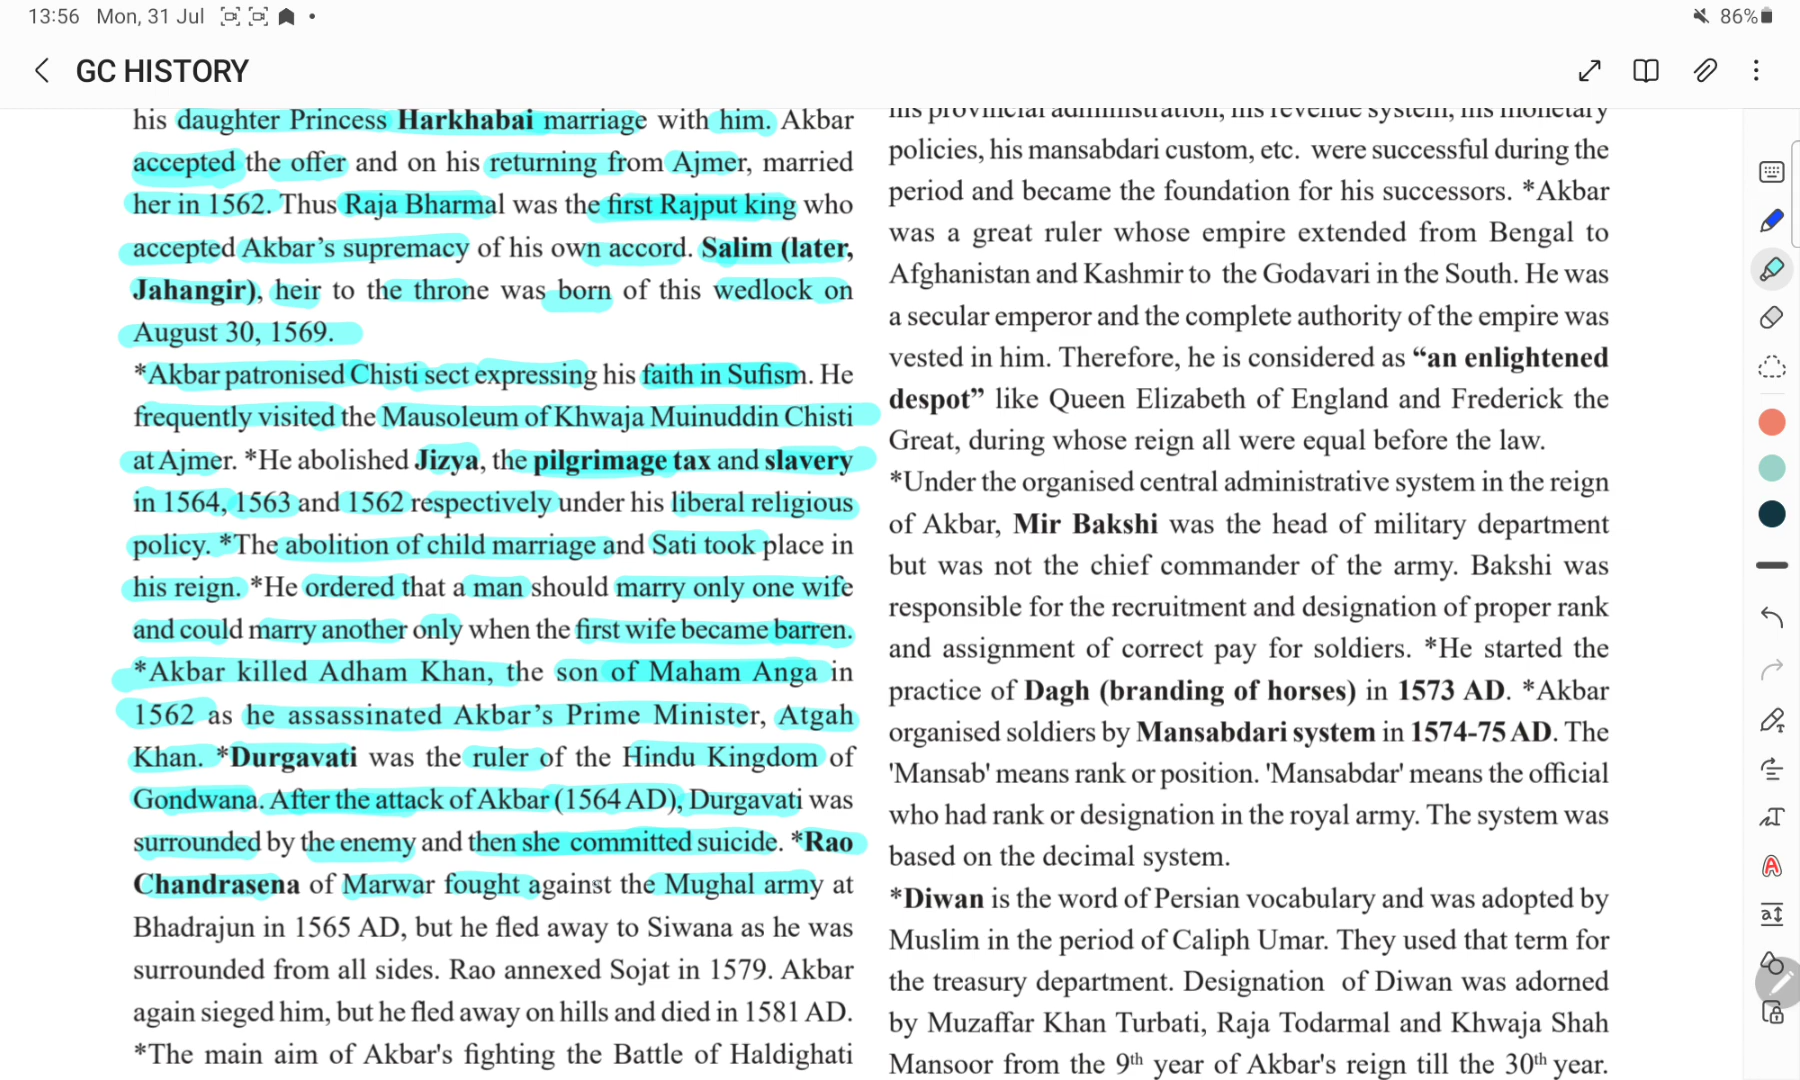 13:56 Mon, 31 Jul
86%
GC HISTORY
his daughter Princess Harkhabai marriage with him. Akbar
accepted the offer and on his returning from Ajmer, married
her in 1562. Thus Raja Bharmal was the first Rajput king who
accepted Akbar’s supremacy of his own accord. Salim (later,
Jahangir), heir to the throne was born of this wedlock on
August 30, 1569.
*Akbar patronised Chisti sect expressing his faith in Sufism. He
frequently visited the Mausoleum of Khwaja Muinuddin Chisti
at Ajmer. *He abolished Jizya, the pilgrimage tax and slavery
in 1564, 1563 and 1562 respectively under his liberal religious
policy. *The abolition of child marriage and Sati took place in
his reign. *He ordered that a man should marry only one wife
and could marry another only when the first wife became barren.
*Akbar killed Adham Khan, the son of Maham Anga in
1562 as he assassinated Akbar’s Prime Minister, Atgah
Khan. *Durgavati was the ruler of the Hindu Kingdom of
Gondwana. After the attack of Akbar (1564 AD), Durgavati was
surrounded by the enemy and then she committed suicide. *Rao
Chandrasena of Marwar fought against the Mughal army at
Bhadrajun in 1565 AD, but he fled away to Siwana as he was
surrounded from all sides. Rao annexed Sojat in 1579. Akbar
again sieged him, but he fled away on hills and died in 1581 AD.
*The main aim of Akbar's fighting the Battle of Haldighati
his provincial administration, his revenue system, his monetary
policies, his mansabdari custom, etc. were successful during the
period and became the foundation for his successors. *Akbar
was a great ruler whose empire extended from Bengal to
Afghanistan and Kashmir to the Godavari in the South. He was
a secular emperor and the complete authority of the empire was
vested in him. Therefore, he is considered as “an enlightened
despot” like Queen Elizabeth of England and Frederick the
Great, during whose reign all were equal before the law.
*Under the organised central administrative system in the reign
of Akbar, Mir Bakshi was the head of military department
but was not the chief commander of the army. Bakshi was
responsible for the recruitment and designation of proper rank
and assignment of correct pay for soldiers. *He started the
practice of Dagh (branding of horses) in 1573 AD. *Akbar
organised soldiers by Mansabdari system in 1574-75 AD. The
'Mansab' means rank or position. 'Mansabdar' means the official
who had rank or designation in the royal army. The system was
based on the decimal system.
*Diwan is the word of Persian vocabulary and was adopted by
Muslim in the period of Caliph Umar. They used that term for
the treasury department. Designation of Diwan was adorned
by Muzaffar Khan Turbati, Raja Todarmal and Khwaja Shah
Mansoor from the 9th year of Akbar's reign till the 30th year.